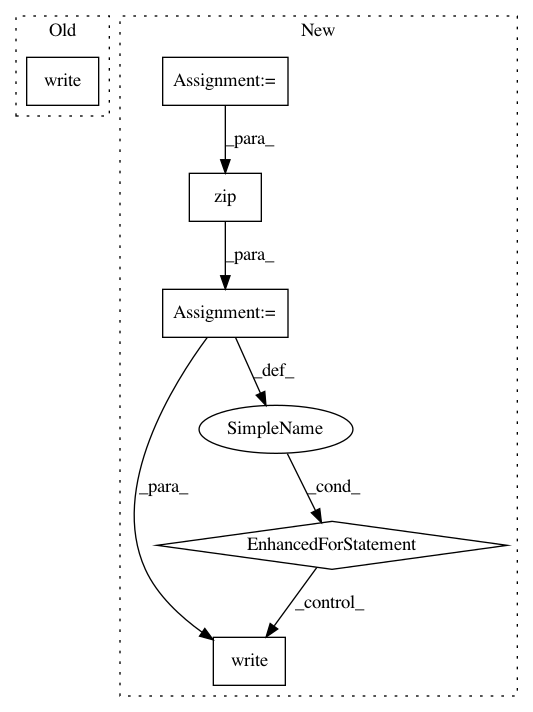 Old
New
write
Assignment:=
_para_
zip
_para_
Assignment:=
_def_
SimpleName
_para_
_cond_
EnhancedForStatement
_control_
write